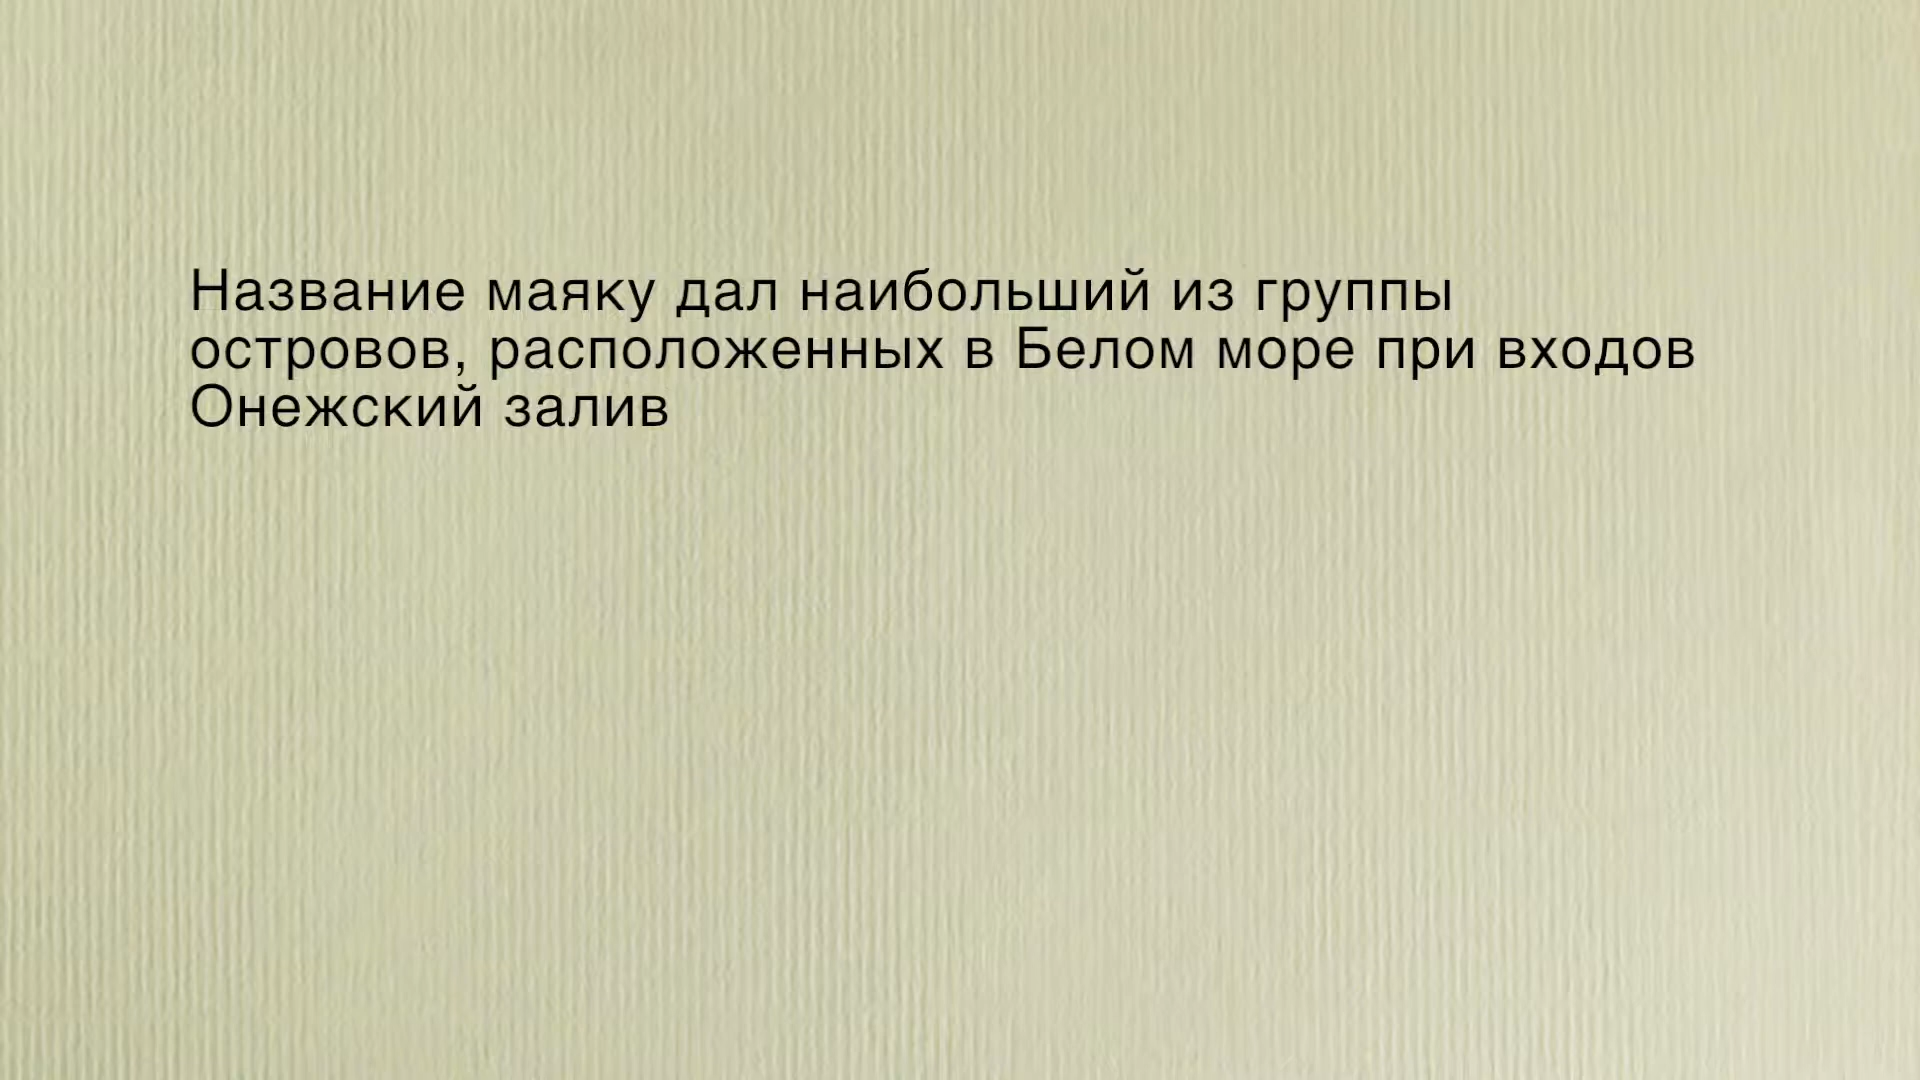 Название маяку дал наибольший из группы
островов, расположенных в Белом море при входов
Онежский залив